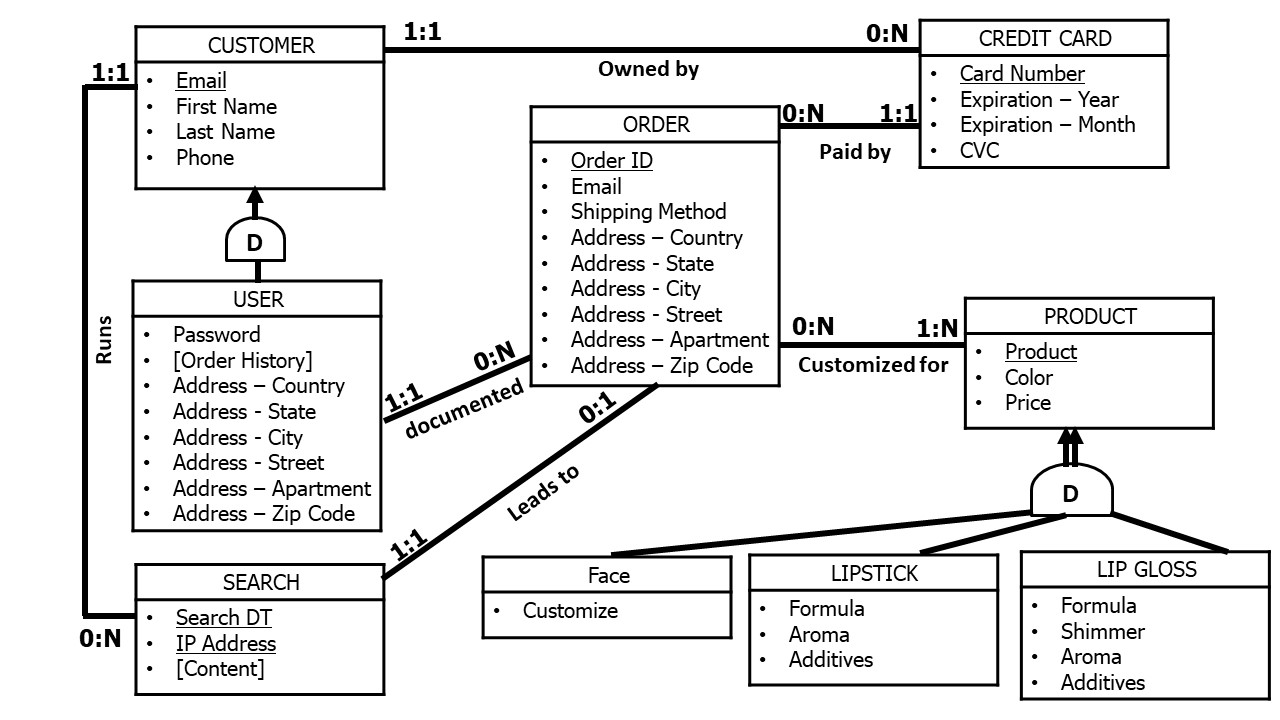 CUSTOMER
• Email
• First Name
• Last Name
• Phone
1:1
0:N
Owned by
CREDIT CARD
• Card Number
• Expiration – Year
• Expiration – Month
• CVC
1:1
Runs
0:N
D
ORDER
• Order ID
• Email
• Shipping Method
• Address – Country
• Address - State
• Address - City
• Address - Street
• Address – Apartment
• Address – Zip Code
0:N
1:1
Paid by
USER
• Password
• [Order History]
• Address – Country
• Address - State
• Address - City
• Address - Street
• Address – Apartment
• Address – Zip Code
1:1
0:N
documented
0:N
1:N
Customized for
PRODUCT
• Product
• Color
• Price
0:1
Leads to
1:1
D
SEARCH
• Search DT
• IP Address
• [Content]
Face
• Customize
LIPSTICK
• Formula
• Aroma
• Additives
LIP GLOSS
• Formula
• Shimmer
• Aroma
• Additives